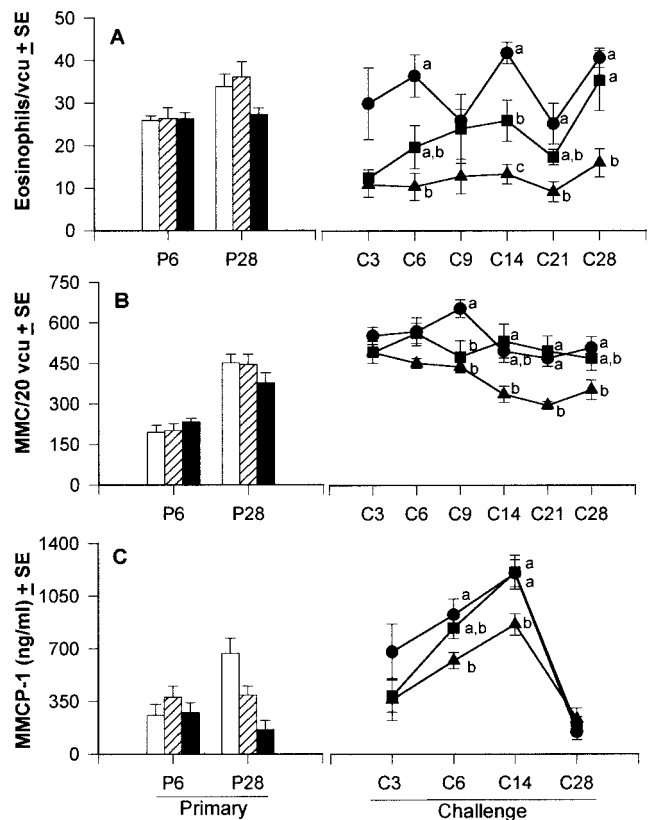 A
Eosinophils/vcu ± SE
50
40
30
20
10
0
P6 P28
C3 C6 C9 C14 C21 C28
a a a
a,b b a,b a
b c b b
B
MMC/20 vcu ± SE
750
600
450
300
150
0
P6 P28
C3 C6 C9 C14 C21 C28
a a a a
b a,b a a,b
b b b b
C
MMCP-1 (ng/ml) ± SE
1400
1050
700
350
0
P6 P28
C3 C6 C14 C28
a a
a,b a
b b
Primary Challenge